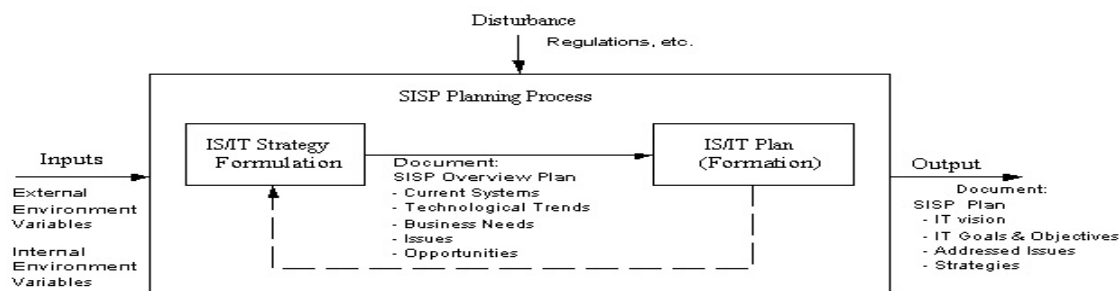 Disturbance
Regulations, etc.
SISP Planning Process
IS/IT Strategy
Formulation
IS/IT Plan
(Formation)
Inputs
External
Environment
Variables
Internal
Environment
Variables
Document:
SISP Overview Plan
- Current Systems
- Technological Trends
- Business Needs
- Issues
- Opportunities
Output
Document:
SISP Plan
- IT vision
- IT Goals & Objectives
- Addressed Issues
- Strategies